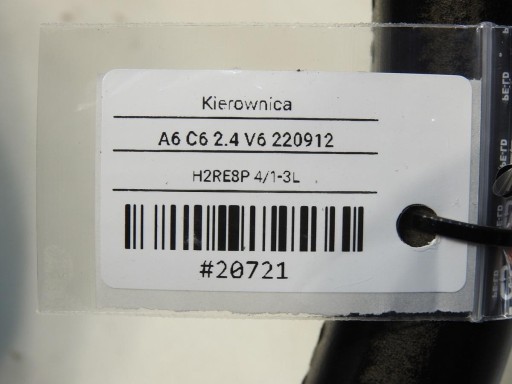 Kierownica
A6 C6 2.4 V6 220912
H2RE8P 4/1-3L
#20721